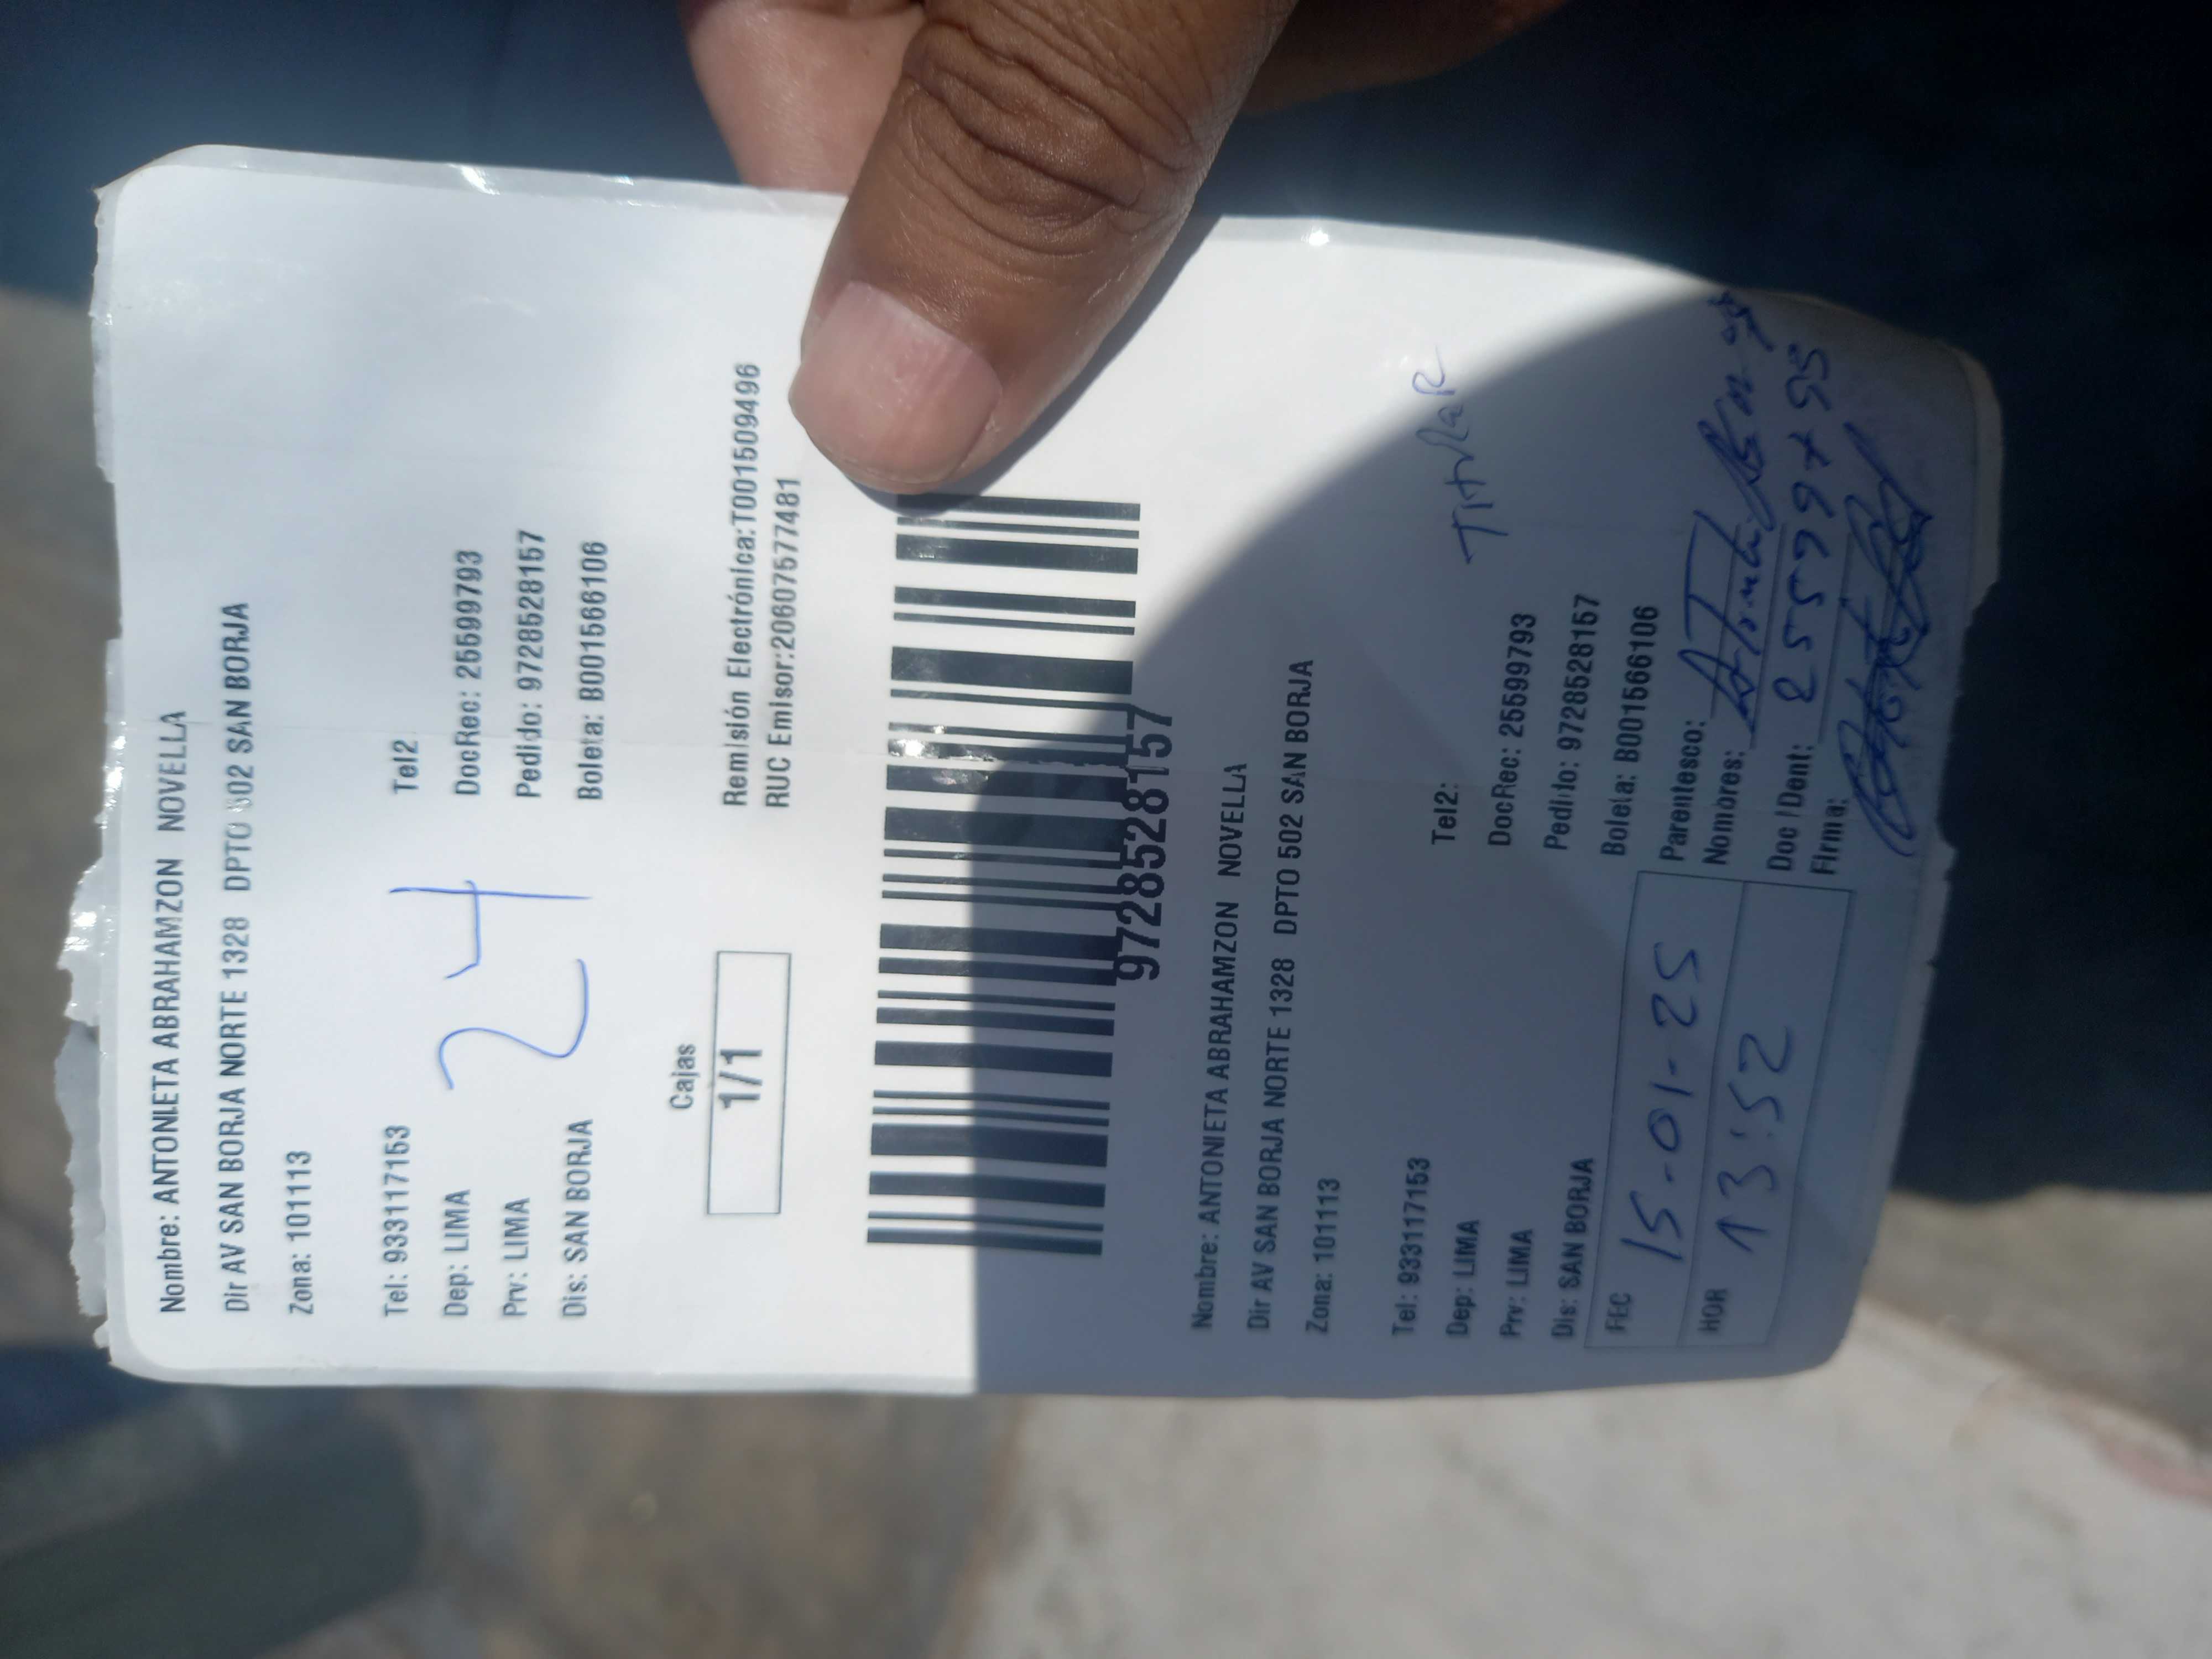 Nombre: ANTONIETA ABRAHAMZON NOVELLA
Dir AV SAN BORJA NORTE 1328 DPTO 502 SAN BORJA
Zona: 101113
Tel: 933117153 Tel2
Dep: LIMA DocRec: 25599793
Prv: LIMA Pedido: 97285528157
Dis: SAN BORJA Boleta: B001566106
24
Cajas
1/1
Remisión Electrónica:T001509496
RUC Emisor:20607577481
97285528157
Nombre: ANTONIETA ABRAHAMZON NOVELLA
Dir AV SAN BORJA NORTE 1328 DPTO 502 SAN BORJA
Zona: 101113
Tel: 933117153 Tel2:
Dep: LIMA DocRec: 25599793
Prv: LIMA Pedido: 97285528157
Dis: SAN BORJA Boleta: B001566106
Titular
Parentesco:
FEC 15-01-25
Nombres:
HOR 13:52
Doc IDent:
Firma: